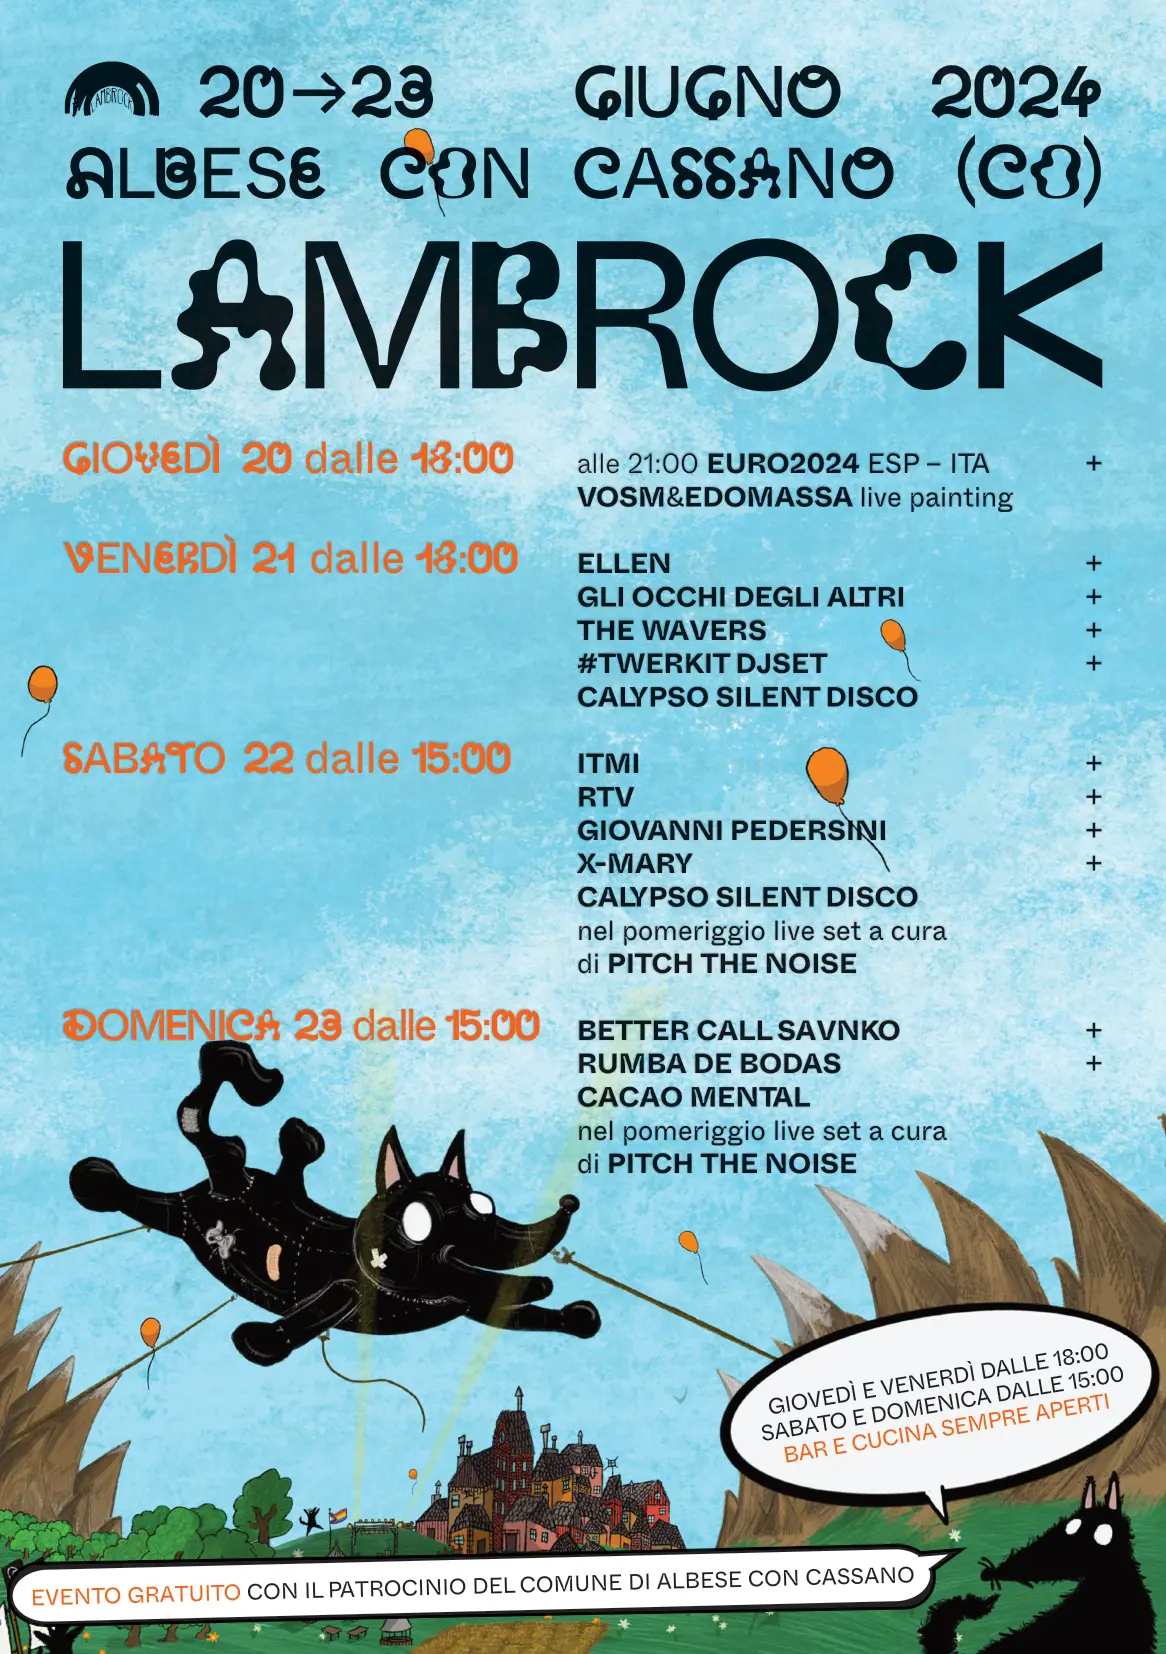 LAMBROCK
20→23 GIUGNO 2024
ALBESE CON CASSANO (CO)
LAMBROCK
GIOVEDÌ 20 dalle 18:00
alle 21:00 EURO2024 ESP – ITA +
VOSM&EDOMASSA live painting
VENERDÌ 21 dalle 18:00
ELLEN +
GLI OCCHI DEGLI ALTRI +
THE WAVERS +
#TWERKIT DJSET +
CALYPSO SILENT DISCO
SABATO 22 dalle 15:00
ITMI +
RTV +
GIOVANNI PEDERSINI +
X-MARY +
CALYPSO SILENT DISCO
nel pomeriggio live set a cura
di PITCH THE NOISE
DOMENICA 23 dalle 15:00
BETTER CALL SAVNKO +
RUMBA DE BODAS +
CACAO MENTAL
nel pomeriggio live set a cura
di PITCH THE NOISE
GIOVEDÌ E VENERDÌ DALLE 18:00
SABATO E DOMENICA DALLE 15:00
BAR E CUCINA SEMPRE APERTI
EVENTO GRATUITO CON IL PATROCINIO DEL COMUNE DI ALBESE CON CASSANO